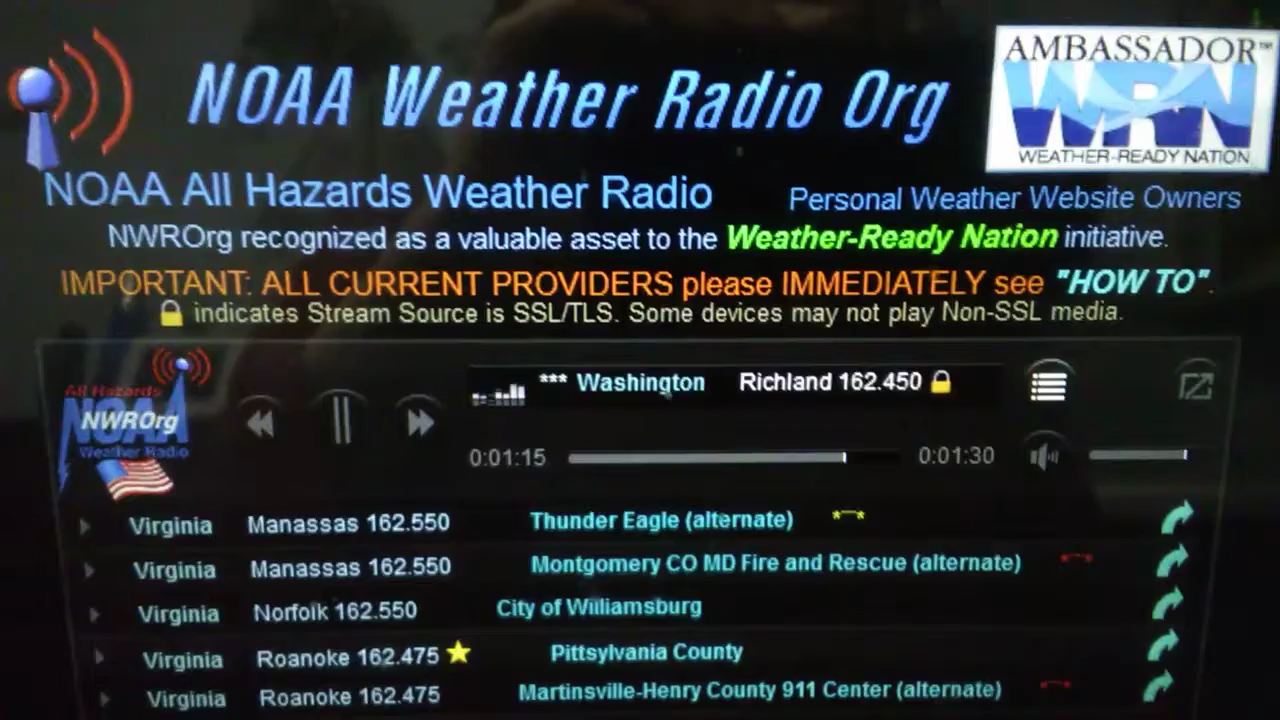 NOAA Weather Radio Org
AMBASSADOR™
WRN
WEATHER-READY NATION
NOAA All Hazards Weather Radio
Personal Weather Website Owners
NWROrg recognized as a valuable asset to the Weather-Ready Nation initiative.
IMPORTANT: ALL CURRENT PROVIDERS please IMMEDIATELY see "HOW TO".
indicates Stream Source is SSL/TLS. Some devices may not play Non-SSL media.
All Hazards
NOAA
NWROrg
Weather Radio
*** Washington Richland 162.450
0:01:15 0:01:30
Virginia Manassas 162.550 Thunder Eagle (alternate) *⁀*
Virginia Manassas 162.550 Montgomery CO MD Fire and Rescue (alternate)
Virginia Norfolk 162.550 City of Williamsburg
Virginia Roanoke 162.475 Pittsylvania County
Virginia Roanoke 162.475 Martinsville-Henry County 911 Center (alternate)